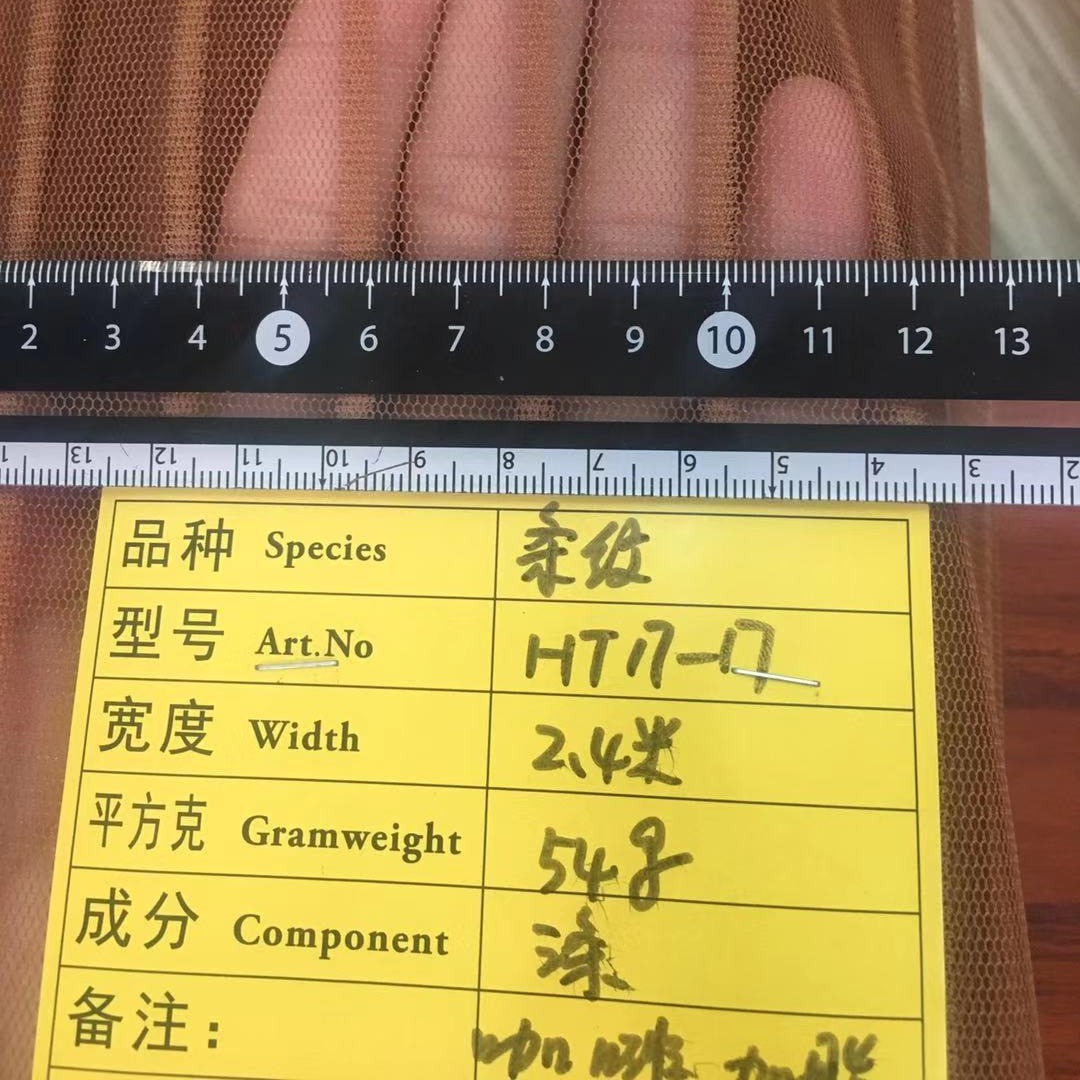 2 3 4 5 6 7 8 9 10 11 12 13
13 12 11 10 9 8 7 6 5 4 3 2
品种 Species 柔纹
型号 Art.No HT17-17
宽度 Width 2.4米
平方克 Gramweight 54g
成分 Component 涤
备注: